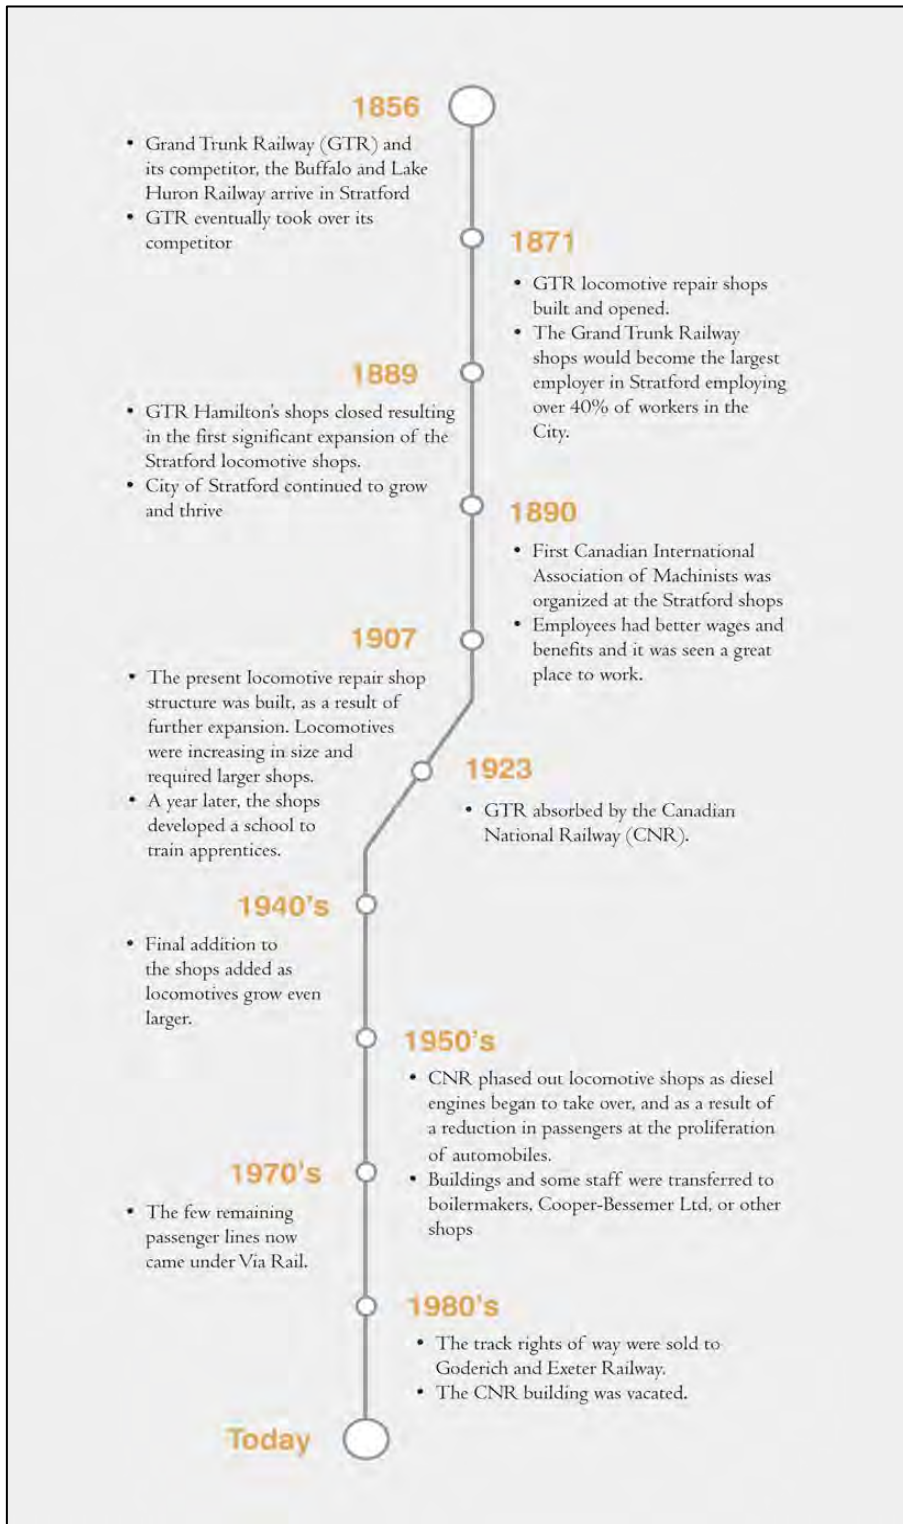 1856
• Grand Trunk Railway (GTR) and
its competitor, the Buffalo and Lake
Huron Railway arrive in Stratford
• GTR eventually took over its
competitor
1871
• GTR locomotive repair shops
built and opened.
• The Grand Trunk Railway
shops would become the largest
employer in Stratford employing
over 40% of workers in the
City.
1889
• GTR Hamilton's shops closed resulting
in the first significant expansion of the
Stratford locomotive shops.
• City of Stratford continued to grow
and thrive
1890
• First Canadian International
Association of Machinists was
organized at the Stratford shops
• Employees had better wages and
benefits and it was seen a great
place to work.
1907
• The present locomotive repair shop
structure was built, as a result of
further expansion. Locomotives
were increasing in size and
required larger shops.
• A year later, the shops
developed a school to
train apprentices.
1923
• GTR absorbed by the Canadian
National Railway (CNR).
1940's
• Final addition to
the shops added as
locomotives grow even
larger.
1950's
• CNR phased out locomotive shops as diesel
engines began to take over, and as a result of
a reduction in passengers at the proliferation
of automobiles.
• Buildings and some staff were transferred to
boilermakers, Cooper-Bessemer Ltd, or other
shops
1970's
• The few remaining
passenger lines now
came under Via Rail.
1980's
• The track rights of way were sold to
Goderich and Exeter Railway.
• The CNR building was vacated.
Today